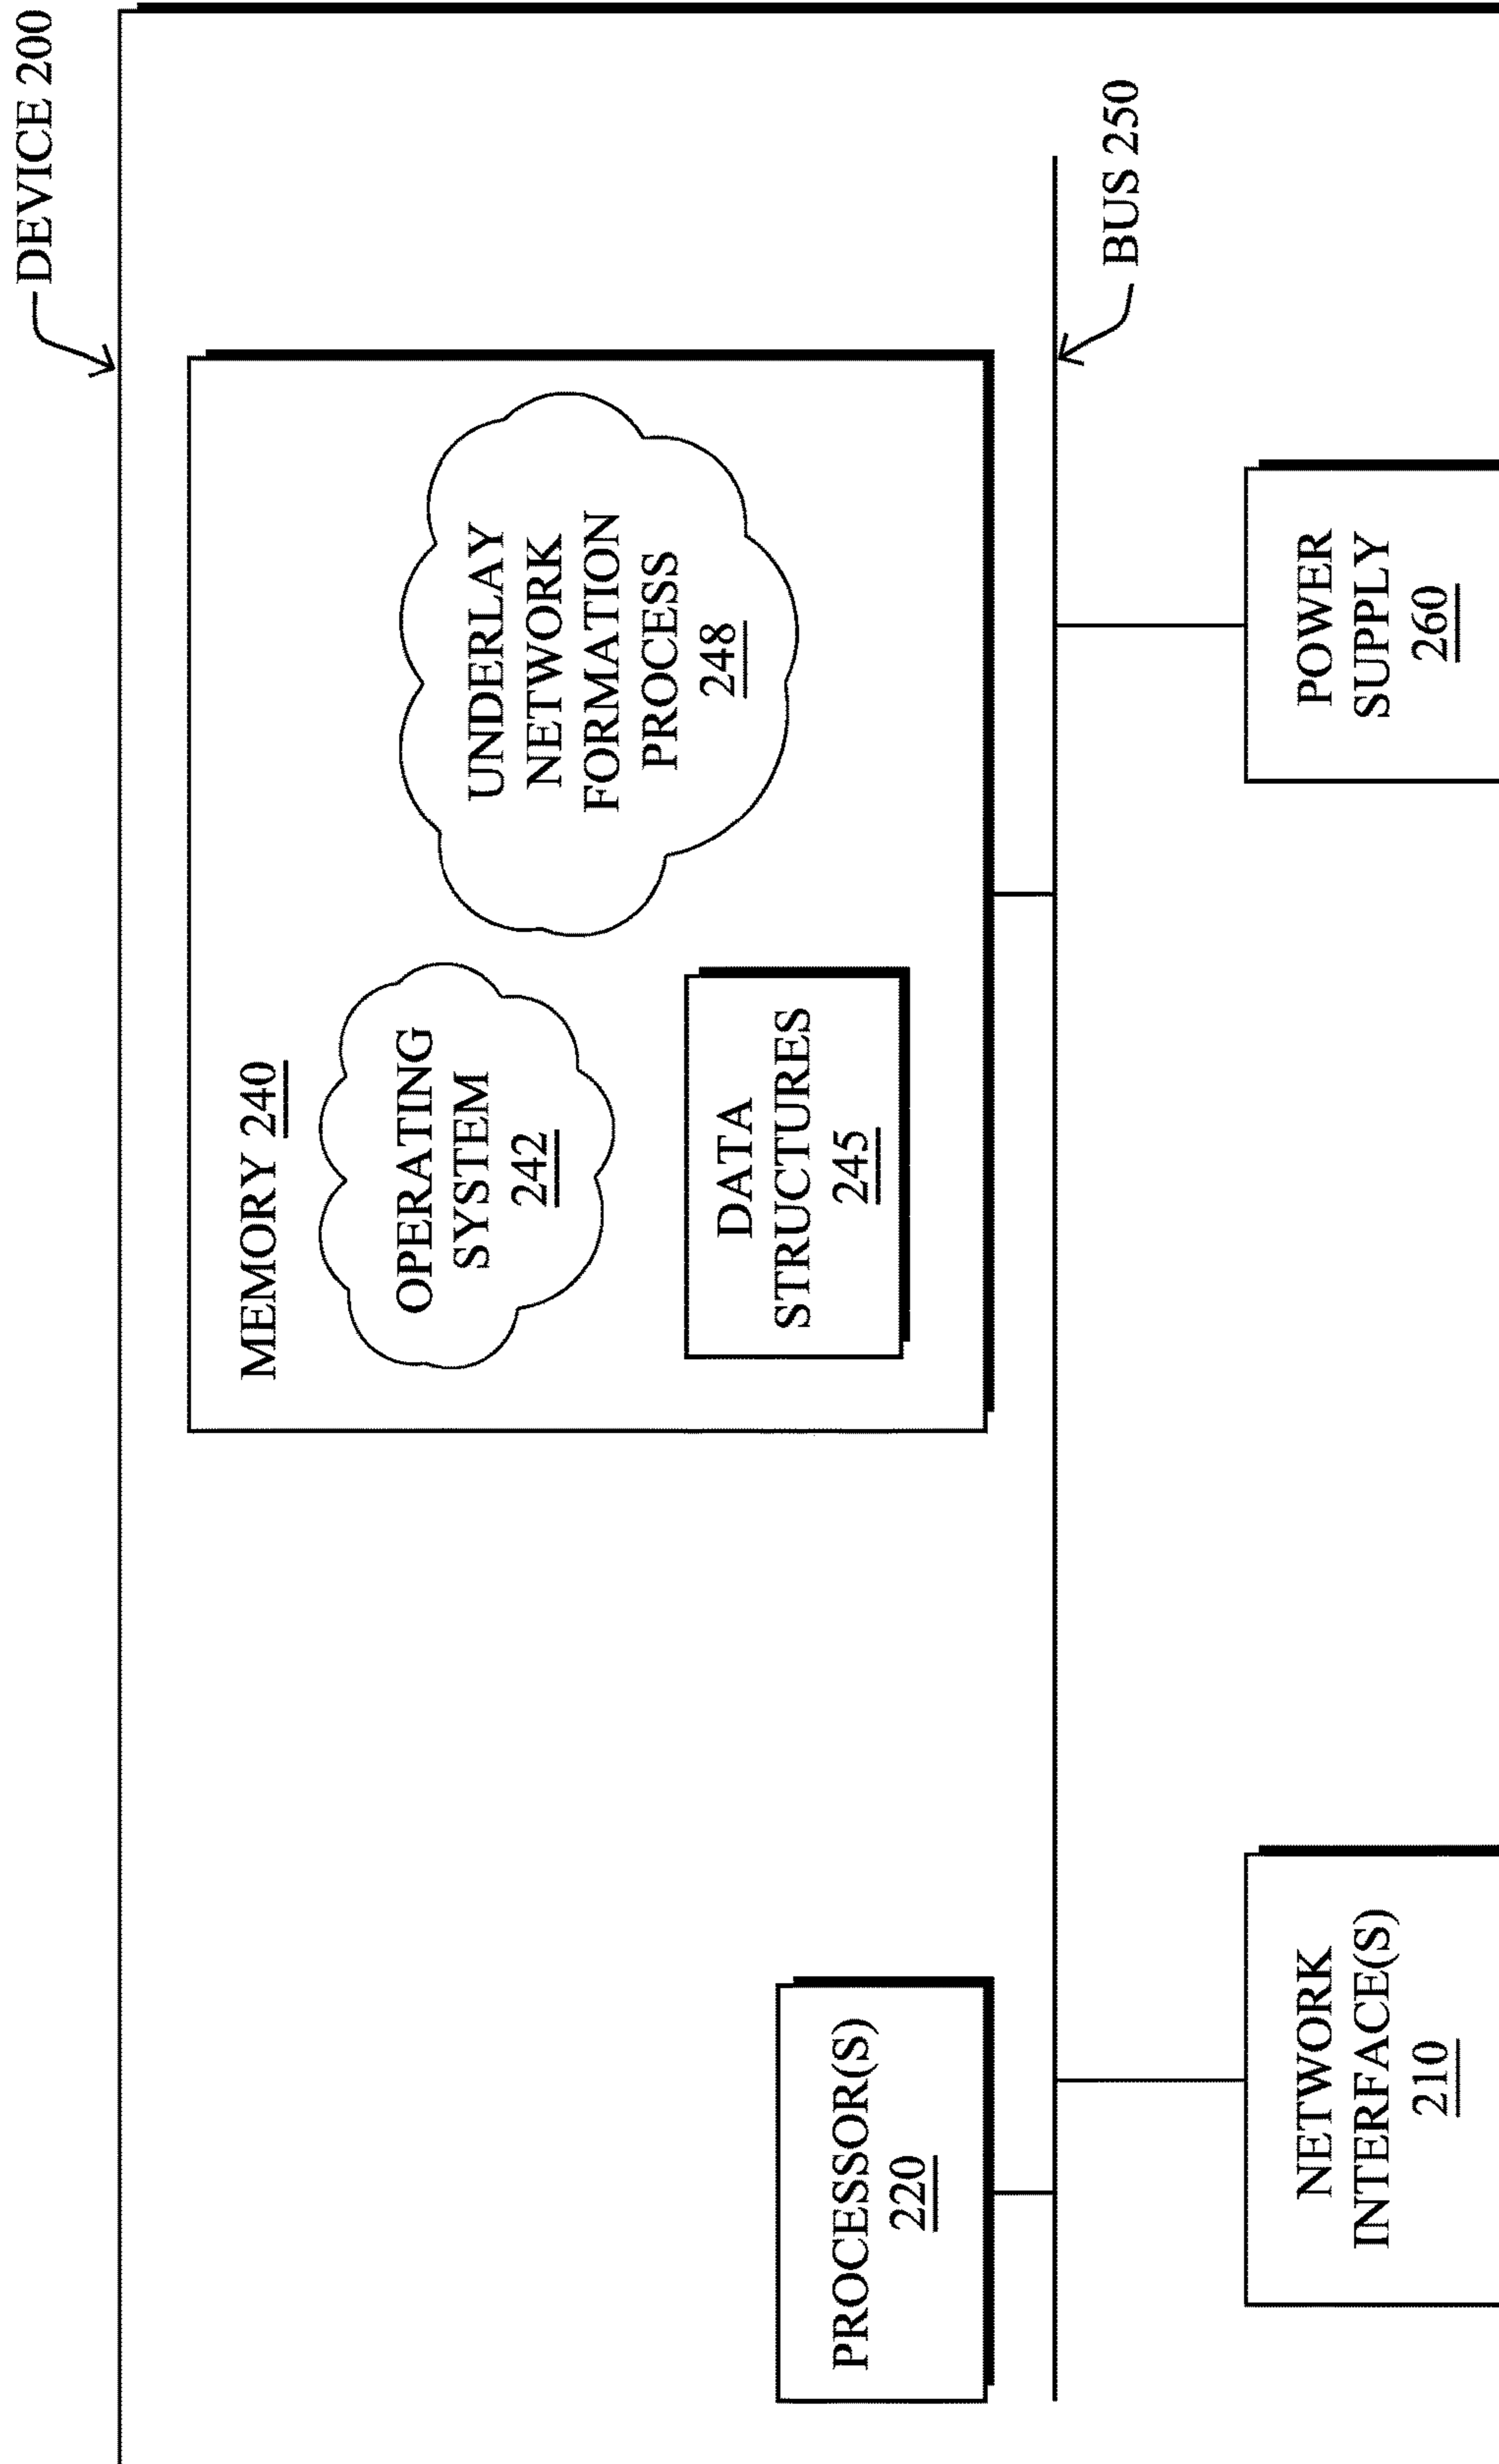 DEVICE 200
MEMORY 240
OPERATING
SYSTEM
242
UNDERLAY
NETWORK
FORMATION
PROCESS
248
DATA
STRUCTURES
245
PROCESSOR(S)
220
BUS 250
NETWORK
INTERFACE(S)
210
POWER
SUPPLY
260